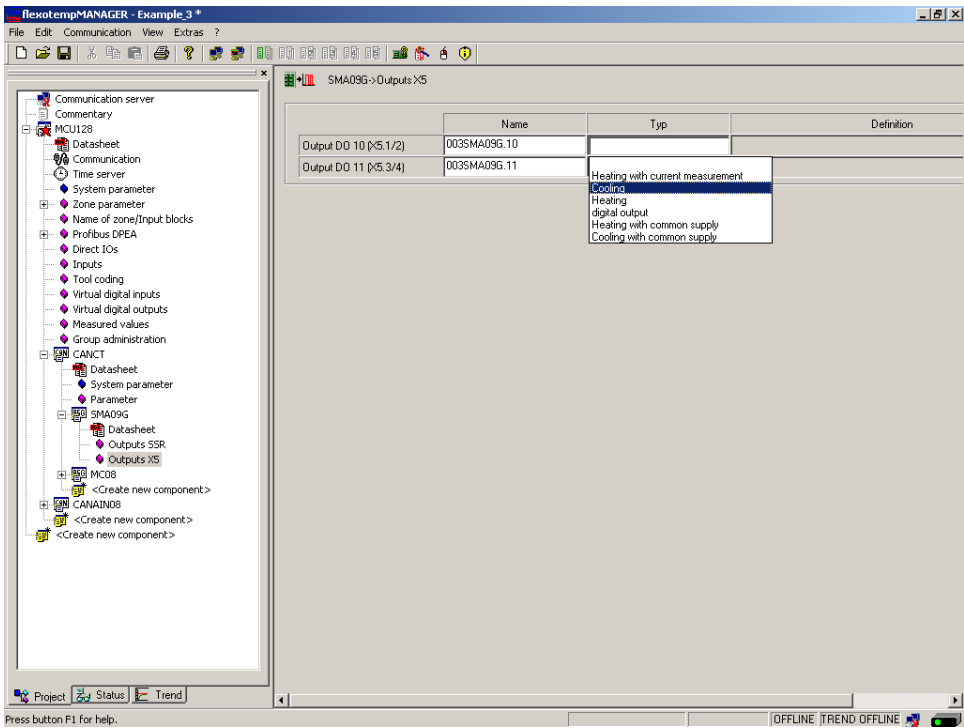 flexotempMANAGER - Example_3 *
File Edit Communication View Extras ?
SMA09G->Outputs X5
Communication server
Commentary
MCU128
Datasheet
Communication
Time server
System parameter
Zone parameter
Name of zone/Input blocks
Profibus DPEA
Direct IOs
Inputs
Tool coding
Virtual digital inputs
Virtual digital outputs
Measured values
Group administration
CANCT
Datasheet
System parameter
Parameter
SMA09G
Datasheet
Outputs SSR
Outputs X5
MC08
<Create new component>
CANAIN08
<Create new component>
<Create new component>
Name Typ Definition
Output DO 10 (X5.1/2) 003SMA09G.10
Output DO 11 (X5.3/4) 003SMA09G.11
Heating with current measurement
Cooling
Heating
digital output
Heating with common supply
Cooling with common supply
Project Status Trend
Press button F1 for help. OFFLINE TREND OFFLINE